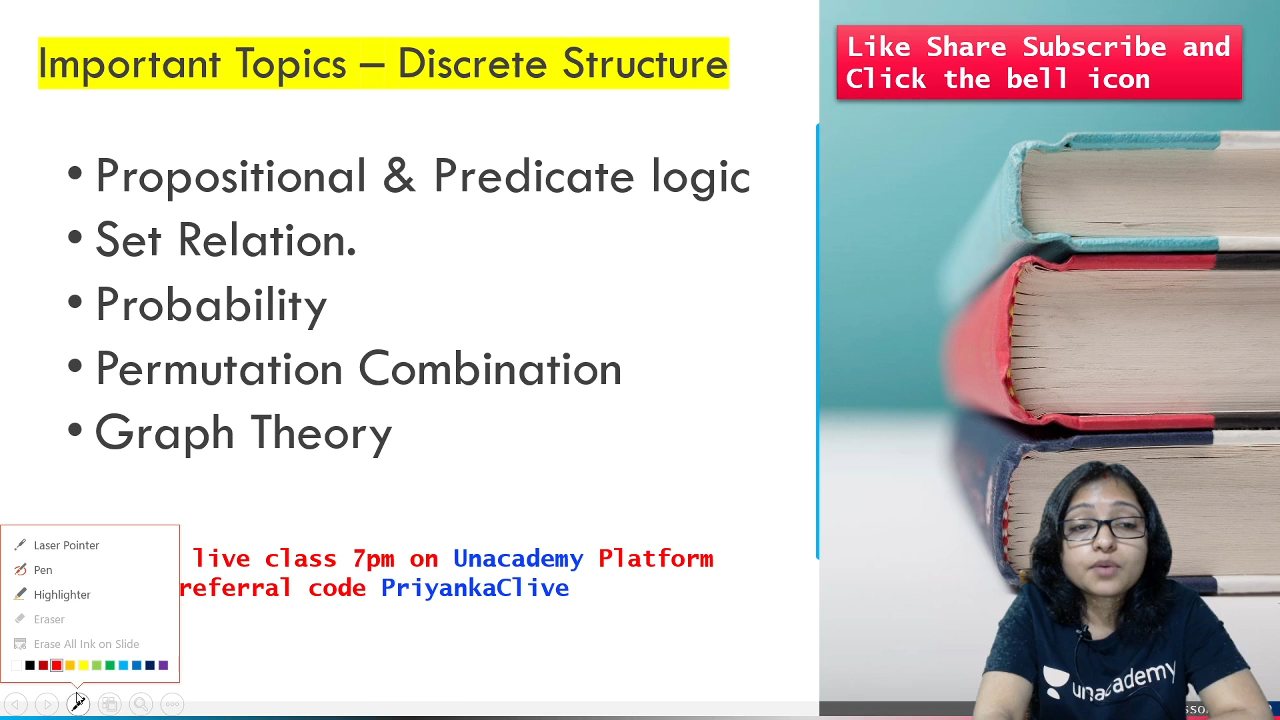 Important Topics – Discrete Structure
Like Share Subscribe and
Click the bell icon
• Propositional & Predicate logic
• Set Relation.
• Probability
• Permutation Combination
• Graph Theory
live class 7pm on Unacademy Platform
referral code PriyankaClive
Laser Pointer
Pen
Highlighter
Eraser
Erase All Ink on Slide
unacademy